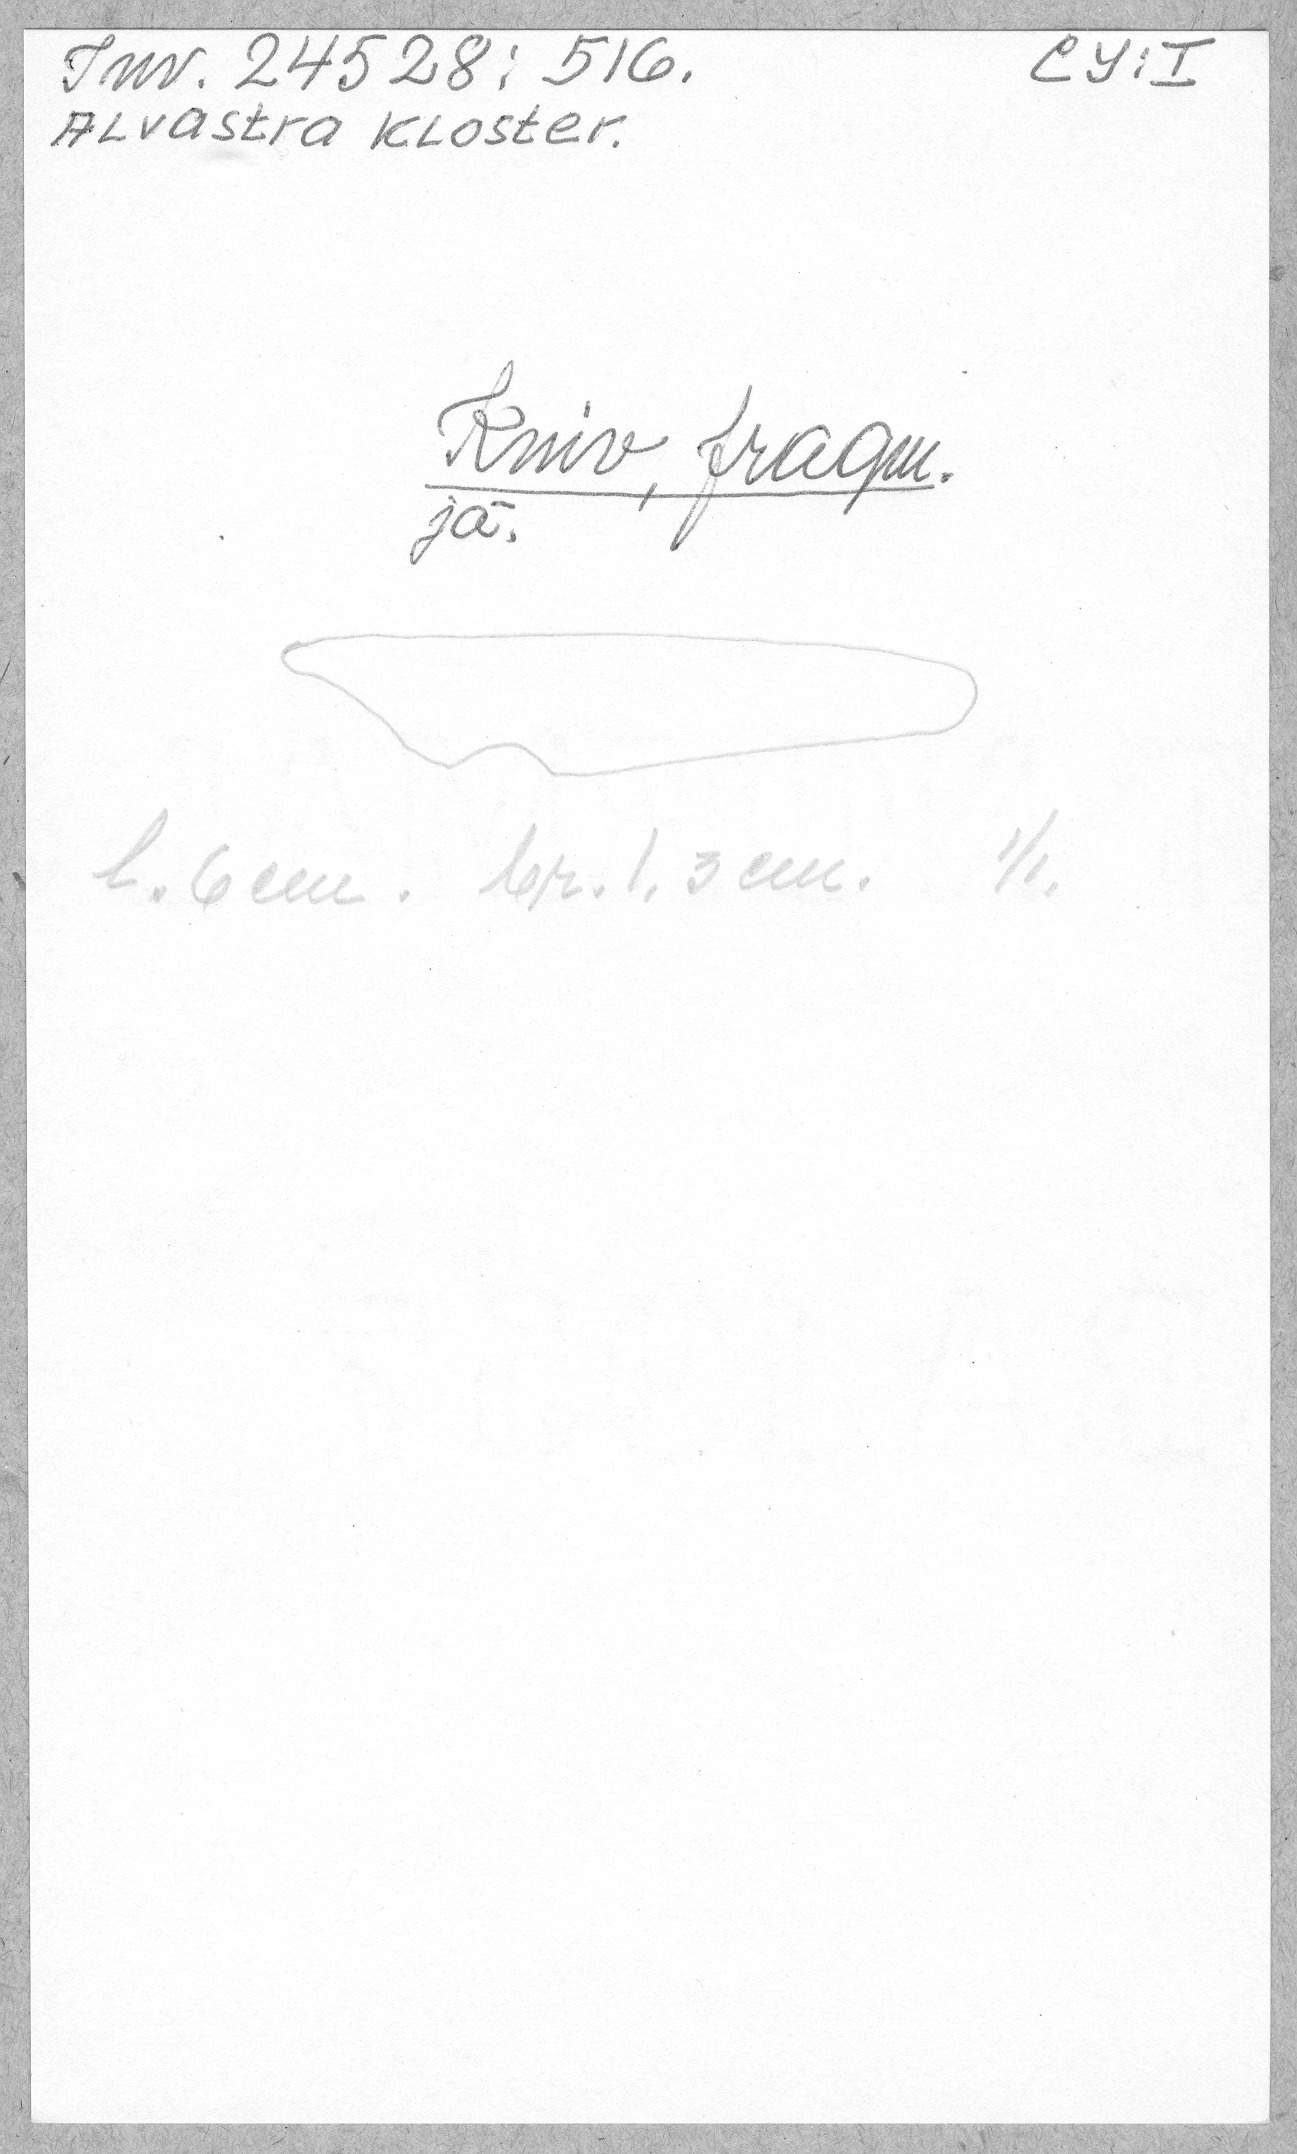 Inv. 24528: 516. CY:I
Alvastra Kloster.
Kniv, fragm.
jä.
l. 6 cm. br. 1,3 cm. 1/1.